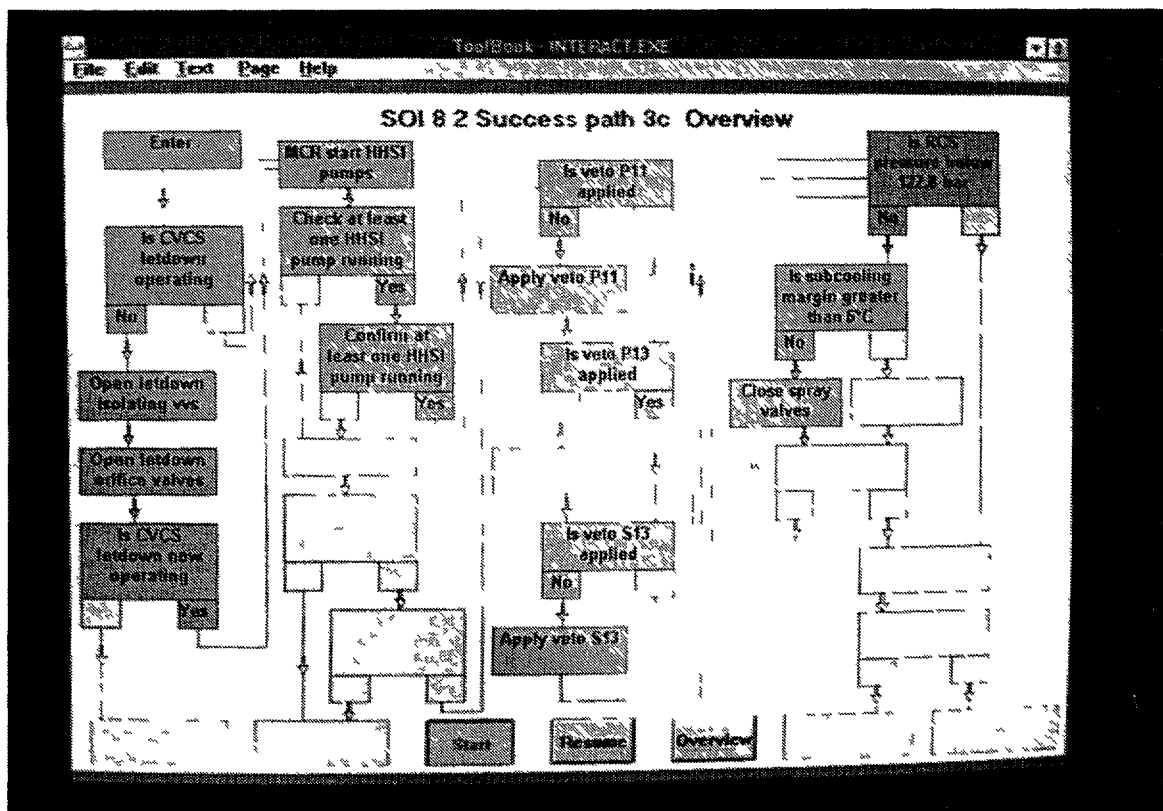 ToolBook - INTERACT.EXE
File Edit Text Page Help
SOI 8 2 Success path 3c Overview
Enter
Is CVCS
letdown
operating
No
Open letdown
isolating vvs
Open letdown
orifice valves
Is CVCS
letdown now
operating
Yes
MCR start HHSI
pumps
Check at least
one HHSI
pump running
Yes
Confirm at
least one HHSI
pump running
Yes
Is veto P11
applied
No
Apply veto P11
Is veto P13
applied
Yes
Is veto S13
applied
No
Apply veto S13
Is RCS
pressure below
122.8 bar
No
Is subcooling
margin greater
than 6°C
No
Close spray
valves
Start
Resume
Overview